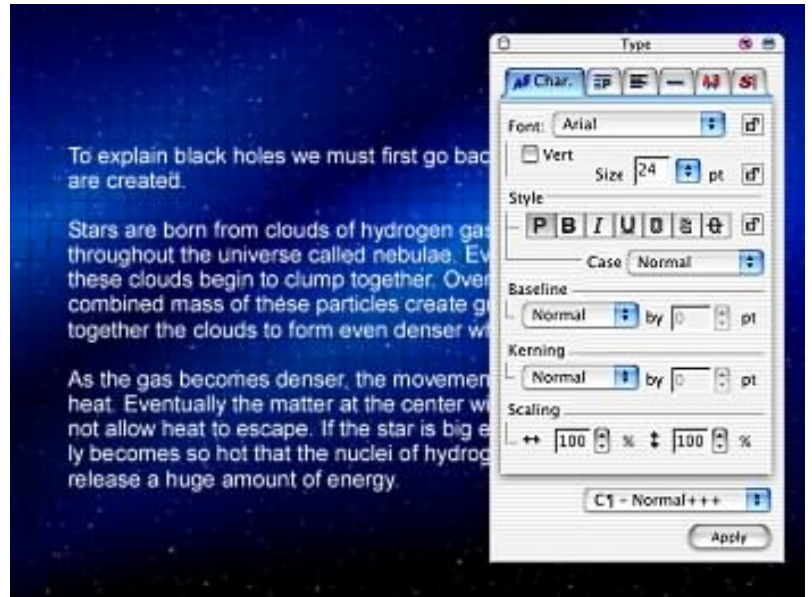 Type
Char.
To explain black holes we must first go bac
are created.
Stars are born from clouds of hydrogen gas
throughout the universe called nebulae. Ev
these clouds begin to clump together. Over
combined mass of these particles create g
together the clouds to form even denser w
As the gas becomes denser, the movemen
heat. Eventually the matter at the center wi
not allow heat to escape. If the star is big e
ly becomes so hot that the nuclei of hydrog
release a huge amount of energy.
Font: Arial
Vert
Size 24 pt
Style
P B I U
Case Normal
Baseline
Normal by 0 pt
Kerning
Normal by 0 pt
Scaling
100 % 100 %
C¶ - Normal+++
Apply